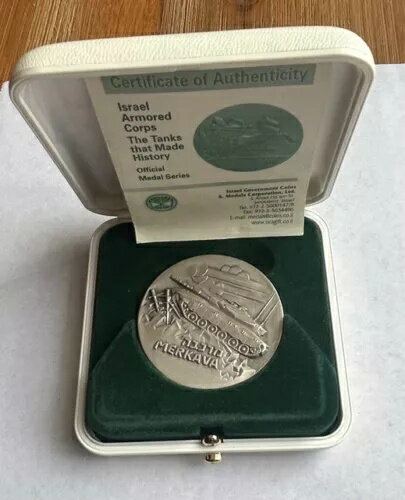 Certificate of Authenticity
Israel
Armored
Corps
The Tanks
that Made
History
Official
Medal Series
Israel Government Coins
& Medals Corporation, Ltd.
מרכבה
MERKAVA